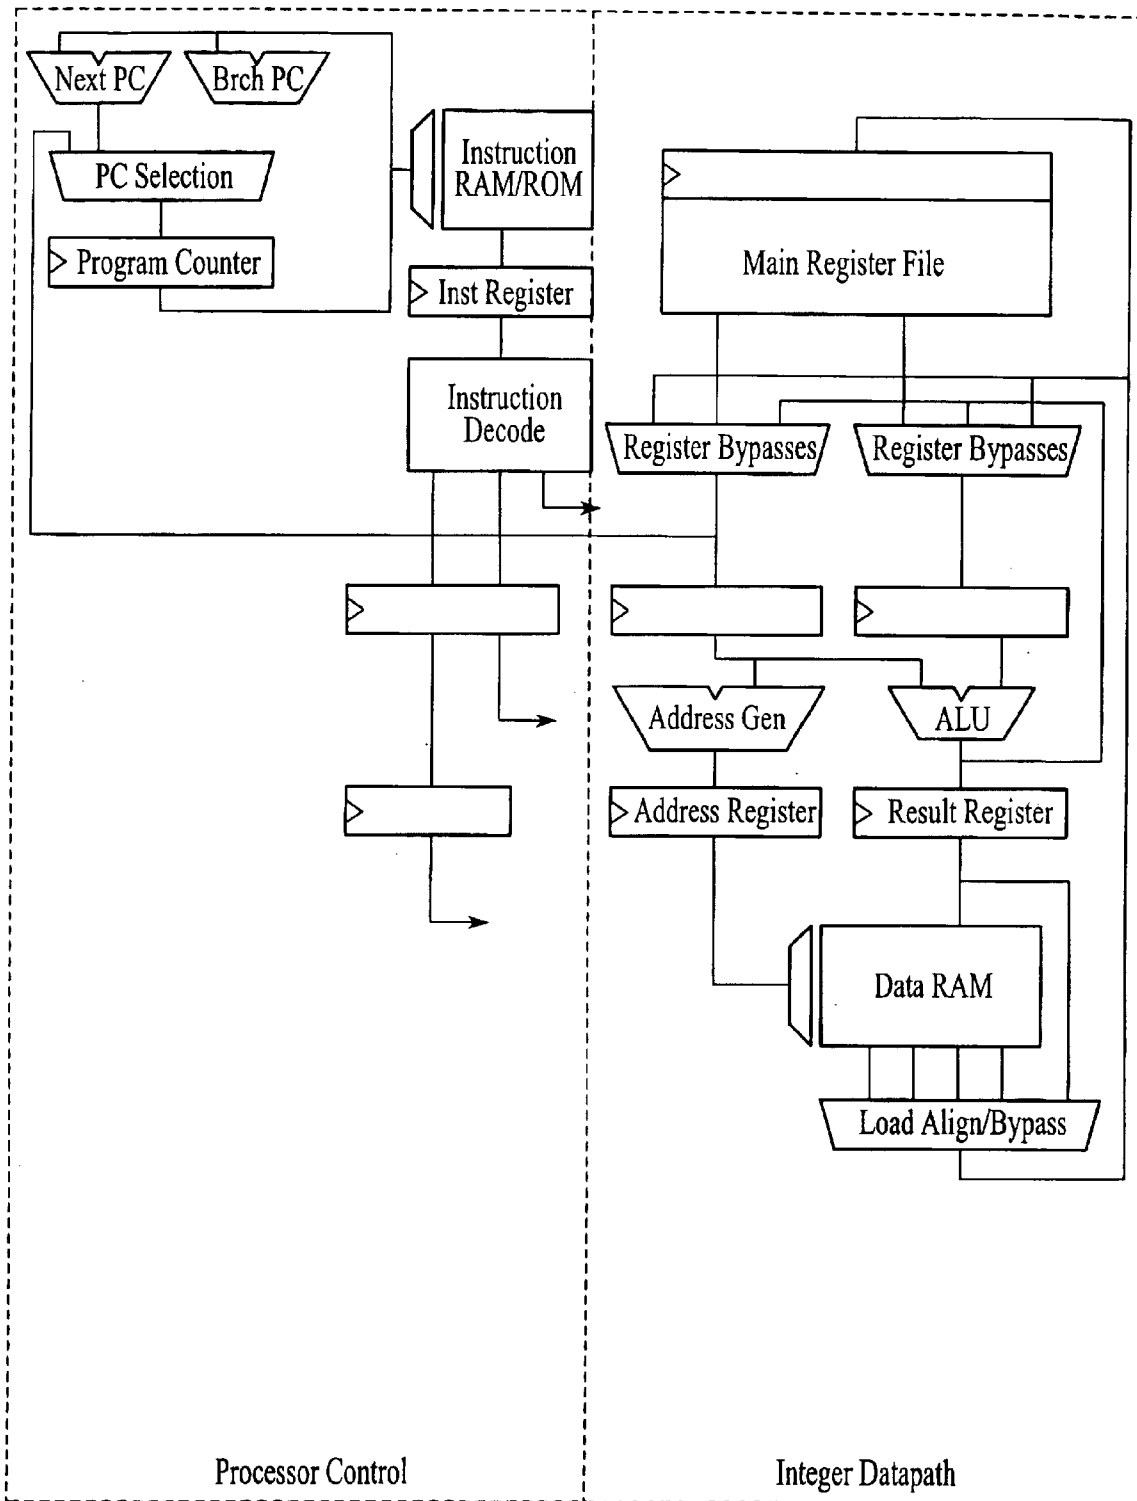 Next PC
Brch PC
PC Selection
Program Counter
Instruction
RAM/ROM
Inst Register
Instruction
Decode
Main Register File
Register Bypasses
Register Bypasses
Address Gen
ALU
Address Register
Result Register
Data RAM
Load Align/Bypass
Processor Control
Integer Datapath